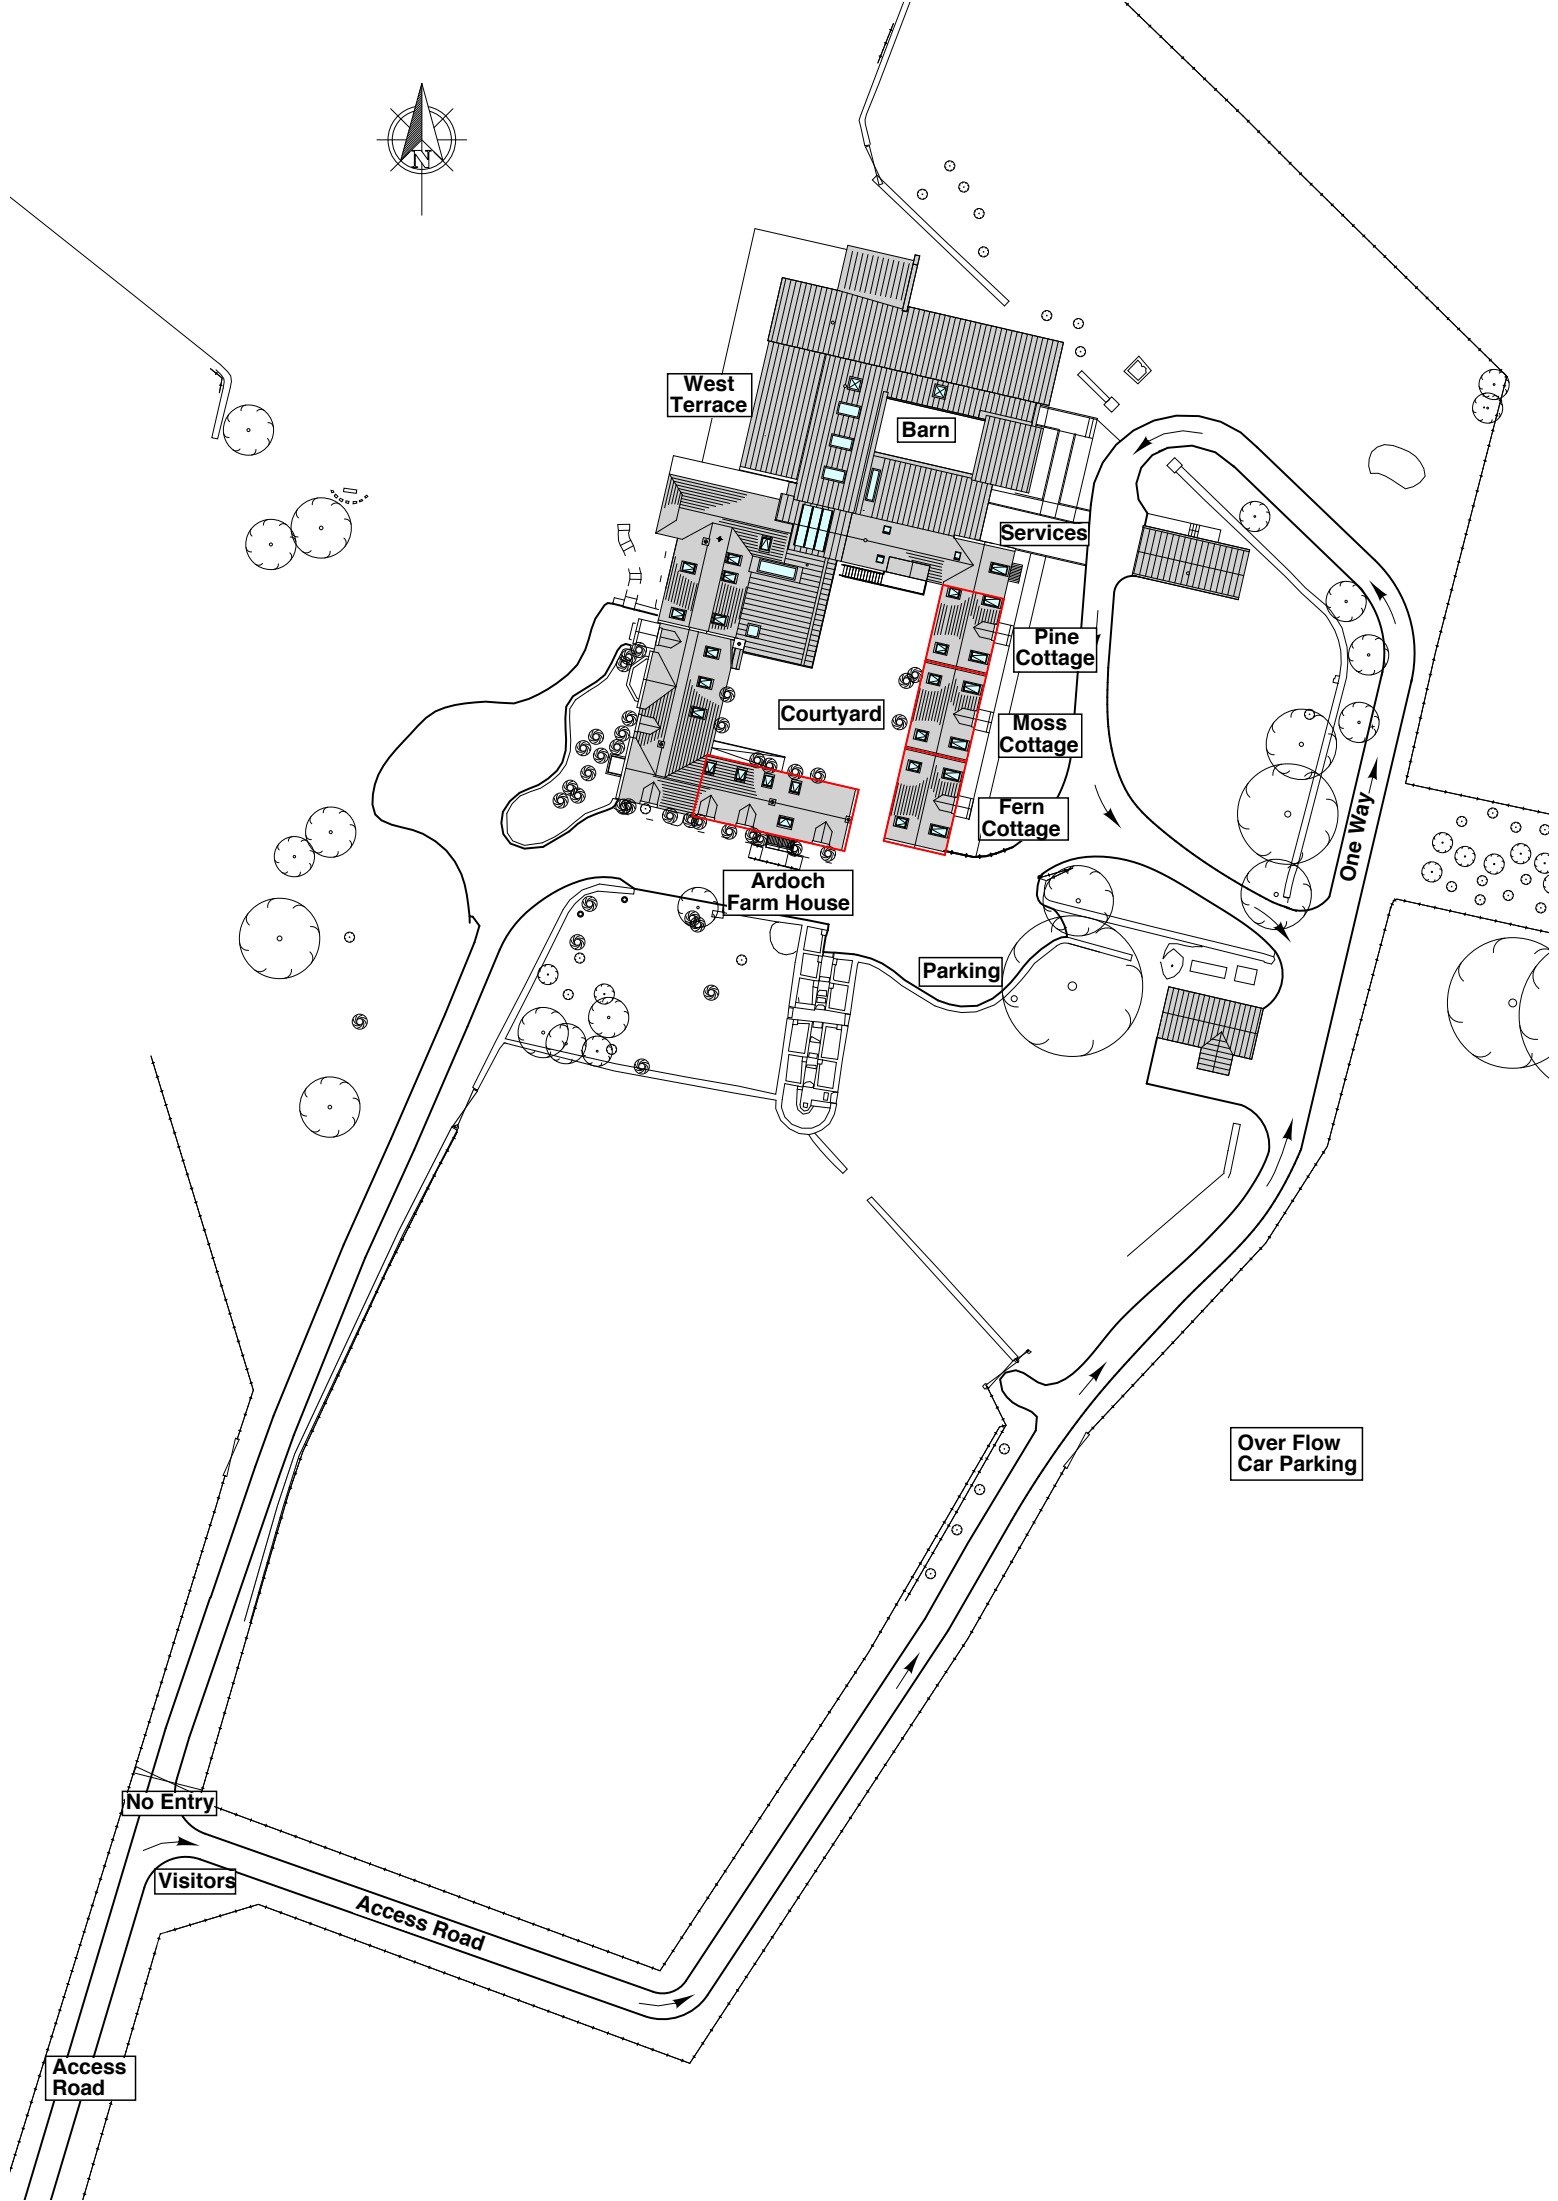 N
West
Terrace
Barn
Services
Pine
Cottage
Courtyard
Moss
Cottage
Fern
Cottage
One Way
Ardoch
Farm House
Parking
Over Flow
Car Parking
No Entry
Visitors
Access Road
Access
Road